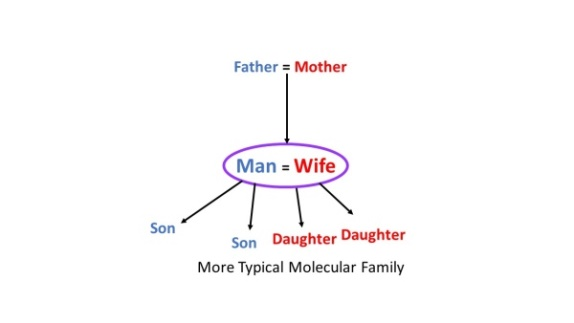 Father = Mother
Man = Wife
Son
Son
Daughter
Daughter
More Typical Molecular Family